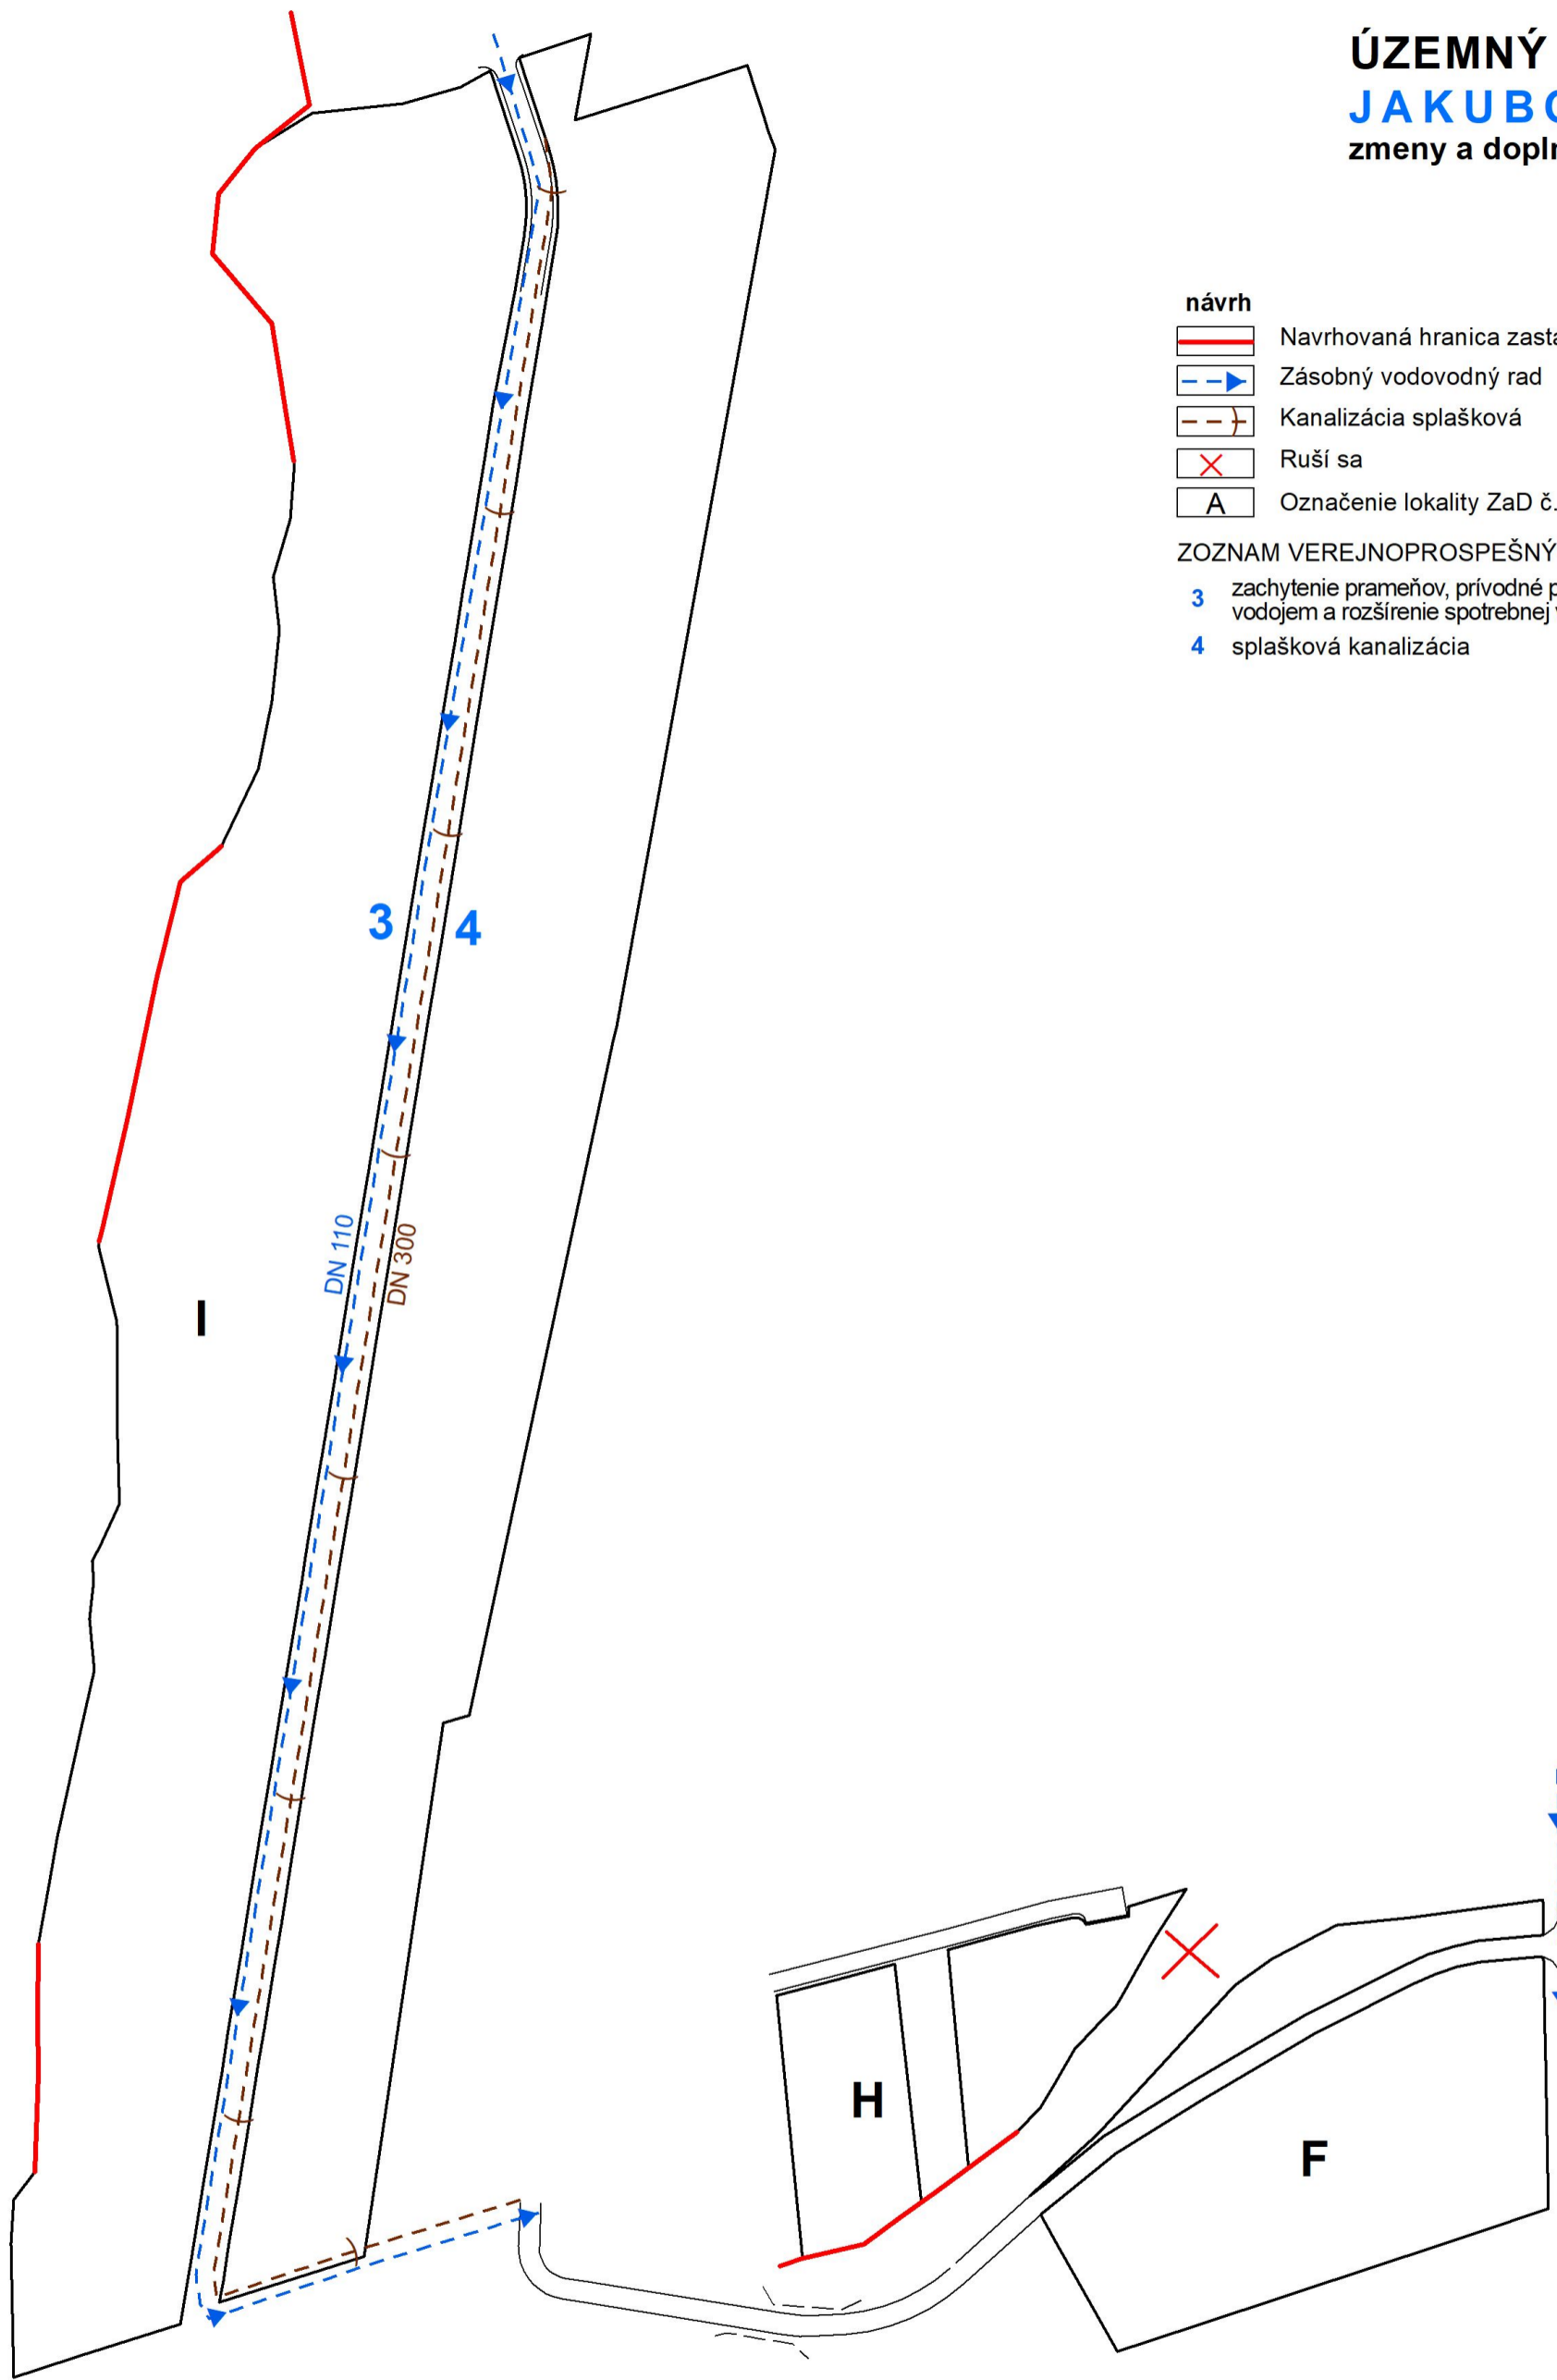 ÚZEMNÝ
JAKUBO
zmeny a dopln
návrh
Navrhovaná hranica zasta
Zásobný vodovodný rad
Kanalizácia splašková
Ruší sa
A Označenie lokality ZaD č.
ZOZNAM VEREJNOPROSPEŠNÝ
3 zachytenie prameňov, prívodné p
vodojem a rozšírenie spotrebnej v
4 splašková kanalizácia
3
4
DN 110
DN 300
I
H
F